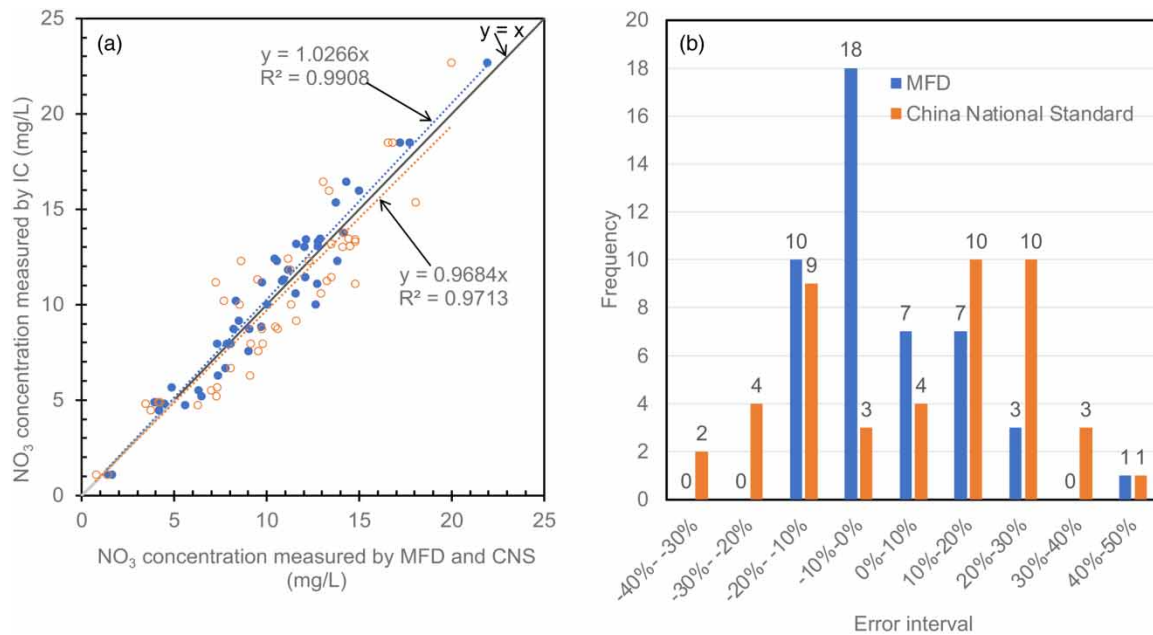 (a)
y = x
y = 1.0266x
R² = 0.9908
y = 0.9684x
R² = 0.9713
NO₃ concentration measured by IC (mg/L)
25
20
15
10
5
0
0 5 10 15 20 25
NO₃ concentration measured by MFD and CNS
(mg/L)
(b)
MFD
China National Standard
Frequency
20
18
16
14
12
10
8
6
4
2
0
0 2
0 4
10 9
18 3
7 4
7 10
3 10
0 3
1 1
-40%- -30%
-30%- -20%
-20%- -10%
-10%-0%
0%-10%
10%-20%
20%-30%
30%-40%
40%-50%
Error interval